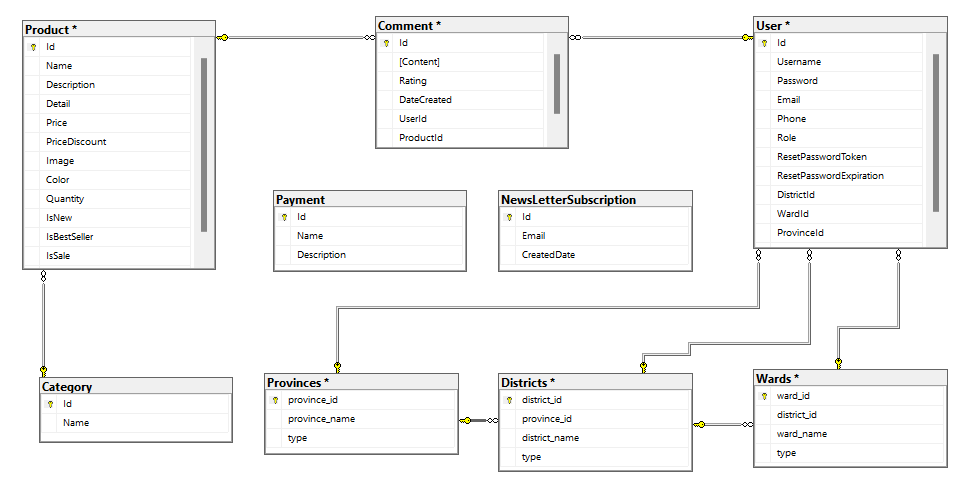 Product *
Id
Name
Description
Detail
Price
PriceDiscount
Image
Color
Quantity
IsNew
IsBestSeller
IsSale
Comment *
Id
[Content]
Rating
DateCreated
UserId
ProductId
User *
Id
Username
Password
Email
Phone
Role
ResetPasswordToken
ResetPasswordExpiration
DistrictId
WardId
ProvinceId
Payment
Id
Name
Description
NewsLetterSubscription
Id
Email
CreatedDate
Category
Id
Name
Provinces *
province_id
province_name
type
Districts *
district_id
province_id
district_name
type
Wards *
ward_id
district_id
ward_name
type